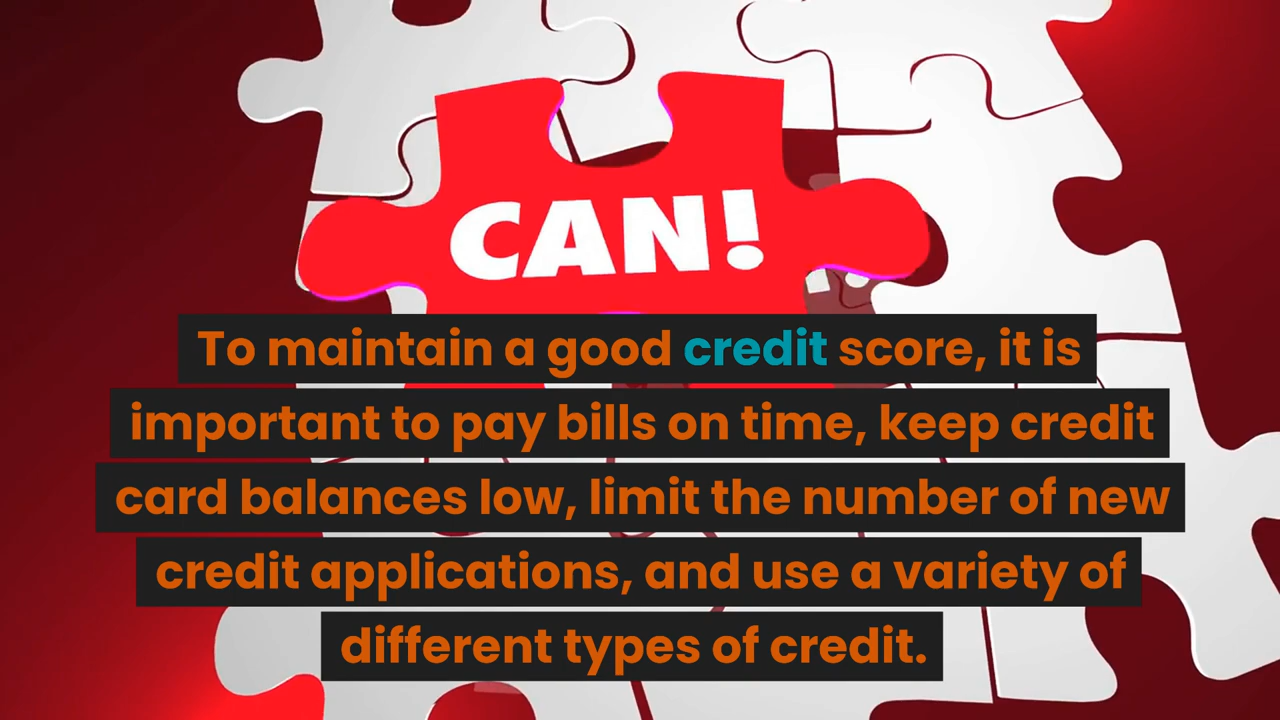 CAN!
To maintain a good credit score, it is
important to pay bills on time, keep credit
card balances low, limit the number of new
credit applications, and use a variety of
different types of credit.